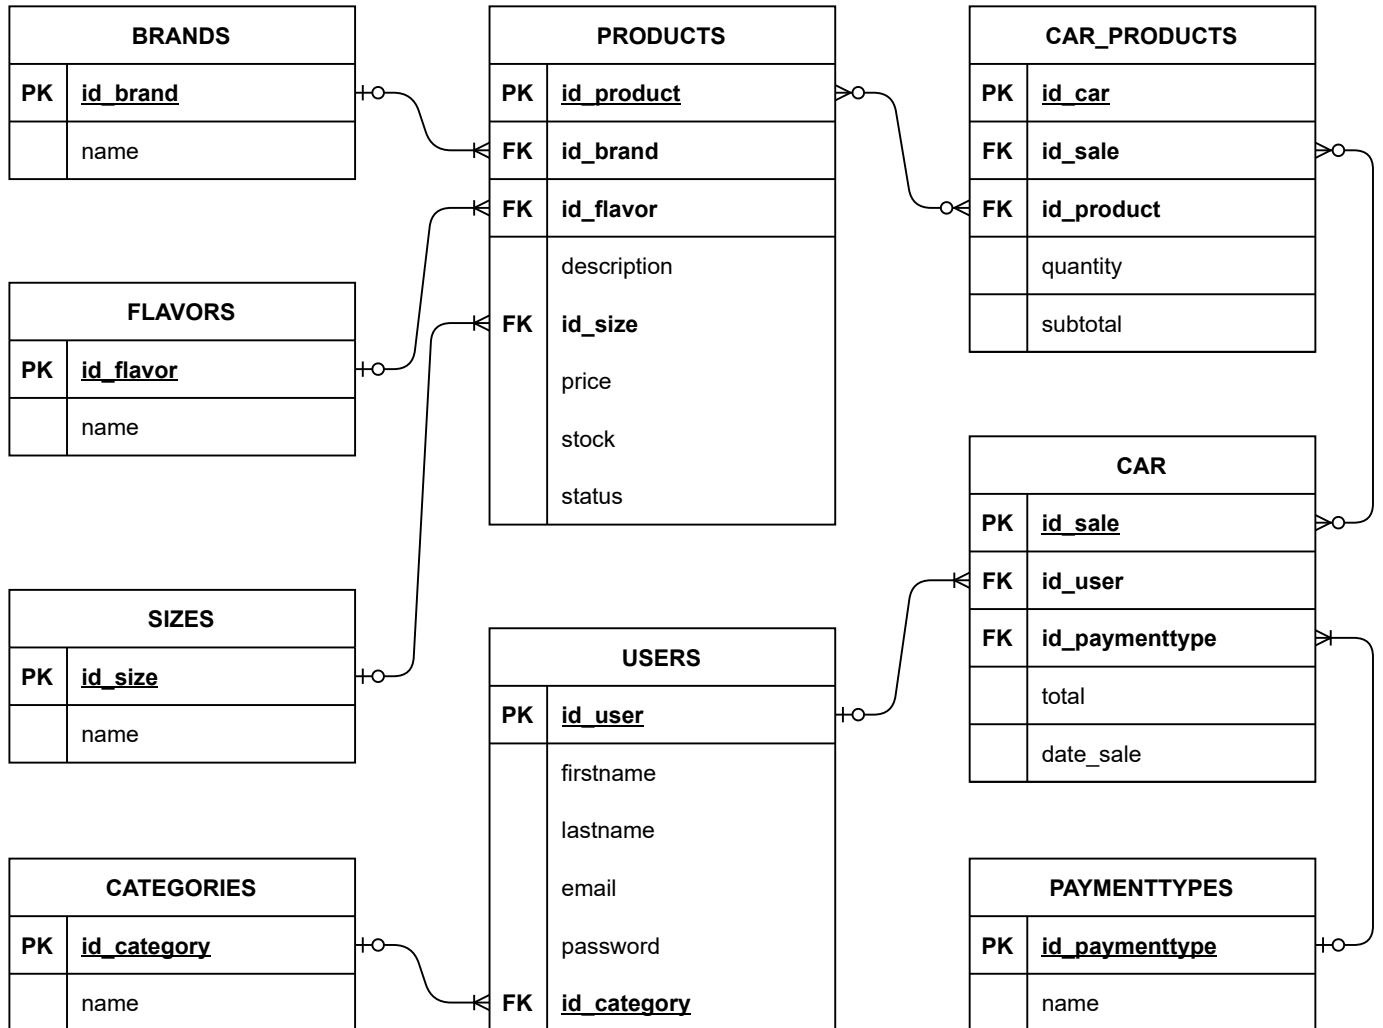 BRANDS
PK id_brand
name
FLAVORS
PK id_flavor
name
SIZES
PK id_size
name
CATEGORIES
PK id_category
name
PRODUCTS
PK id_product
FK id_brand
FK id_flavor
description
FK id_size
price
stock
status
USERS
PK id_user
firstname
lastname
email
password
FK id_category
CAR_PRODUCTS
PK id_car
FK id_sale
FK id_product
quantity
subtotal
CAR
PK id_sale
FK id_user
FK id_paymenttype
total
date_sale
PAYMENTTYPES
PK id_paymenttype
name